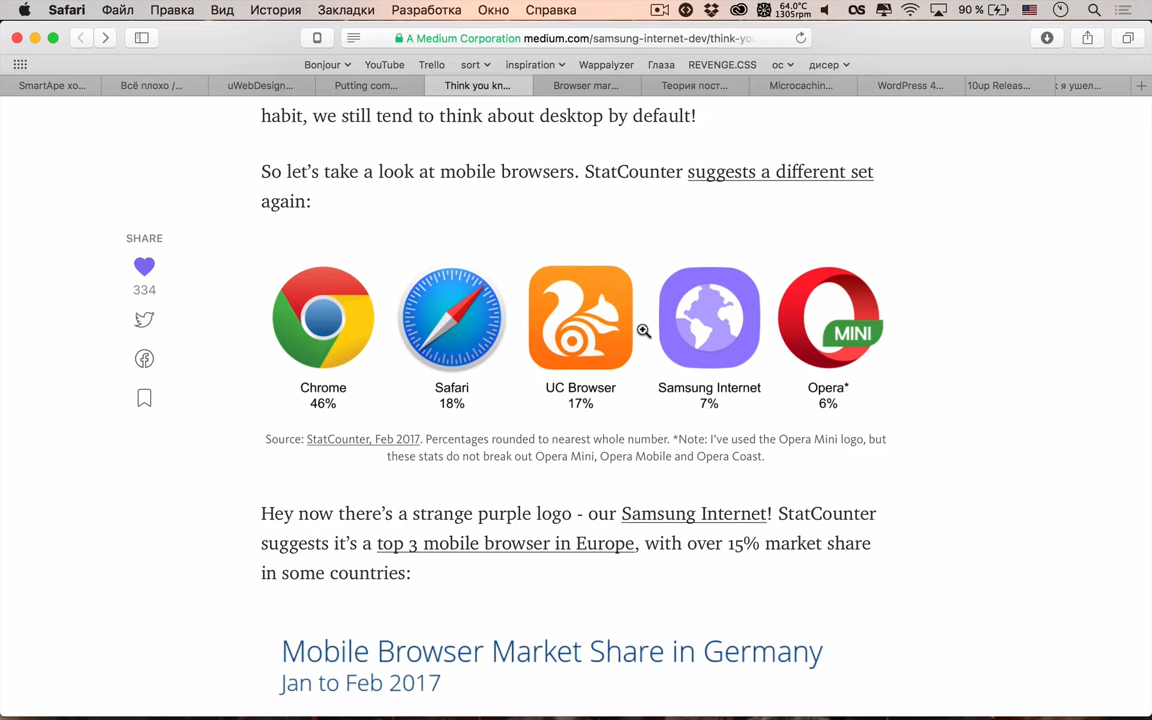 Safari Файл Правка Вид История Закладки Разработка Окно Справка 64.0°C 1305rpm OS 90 %
A Medium Corporation medium.com/samsung-internet-dev/think-yo
Bonjour YouTube Trello sort inspiration Wappalyzer Глаза REVENGE.CSS ос дисер
SmartApe хо... Всё плохо /... uWebDesign... Putting com... Think you kn... Browser mar... Теория пост... Microcachin... WordPress 4... 10up Releas... к я ушел...
habit, we still tend to think about desktop by default!
So let’s take a look at mobile browsers. StatCounter suggests a different set
again:
SHARE
334
MINI
Chrome Safari UC Browser Samsung Internet Opera*
46% 18% 17% 7% 6%
Source: StatCounter, Feb 2017. Percentages rounded to nearest whole number. *Note: I’ve used the Opera Mini logo, but
these stats do not break out Opera Mini, Opera Mobile and Opera Coast.
Hey now there’s a strange purple logo - our Samsung Internet! StatCounter
suggests it’s a top 3 mobile browser in Europe, with over 15% market share
in some countries:
Mobile Browser Market Share in Germany
Jan to Feb 2017